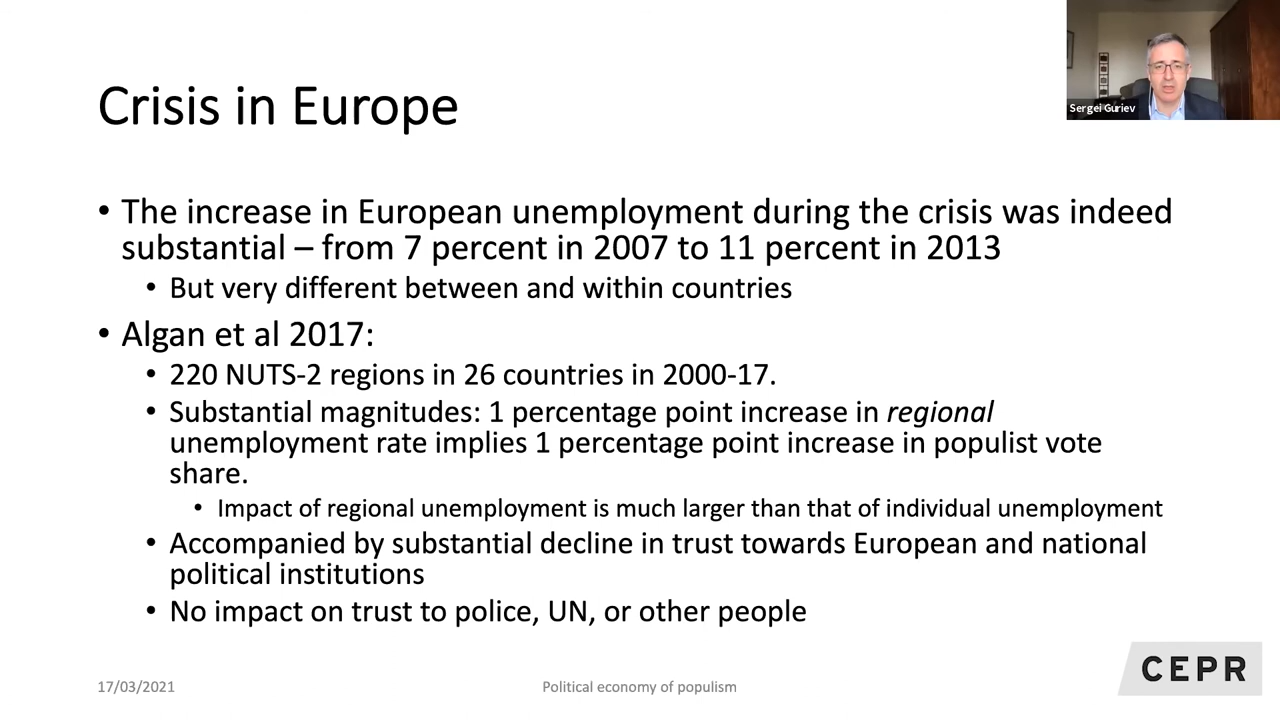 Sergei Guriev
Crisis in Europe
• The increase in European unemployment during the crisis was indeed
substantial – from 7 percent in 2007 to 11 percent in 2013
• But very different between and within countries
• Algan et al 2017:
• 220 NUTS-2 regions in 26 countries in 2000-17.
• Substantial magnitudes: 1 percentage point increase in regional
unemployment rate implies 1 percentage point increase in populist vote
share.
• Impact of regional unemployment is much larger than that of individual unemployment
• Accompanied by substantial decline in trust towards European and national
political institutions
• No impact on trust to police, UN, or other people
17/03/2021
Political economy of populism
CEPR